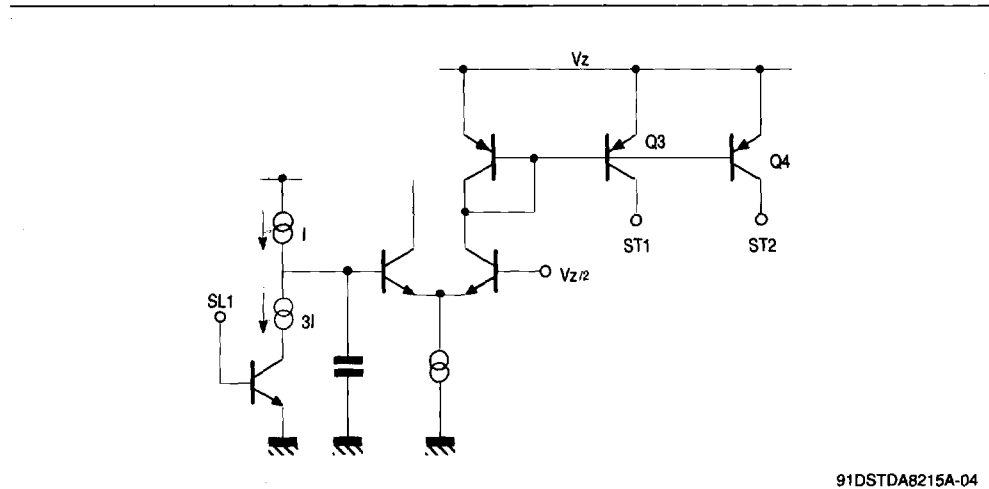 Vz
Q3
Q4
ST1
ST2
I
SL1
3I
Vz/2
91DSTDA8215A-04